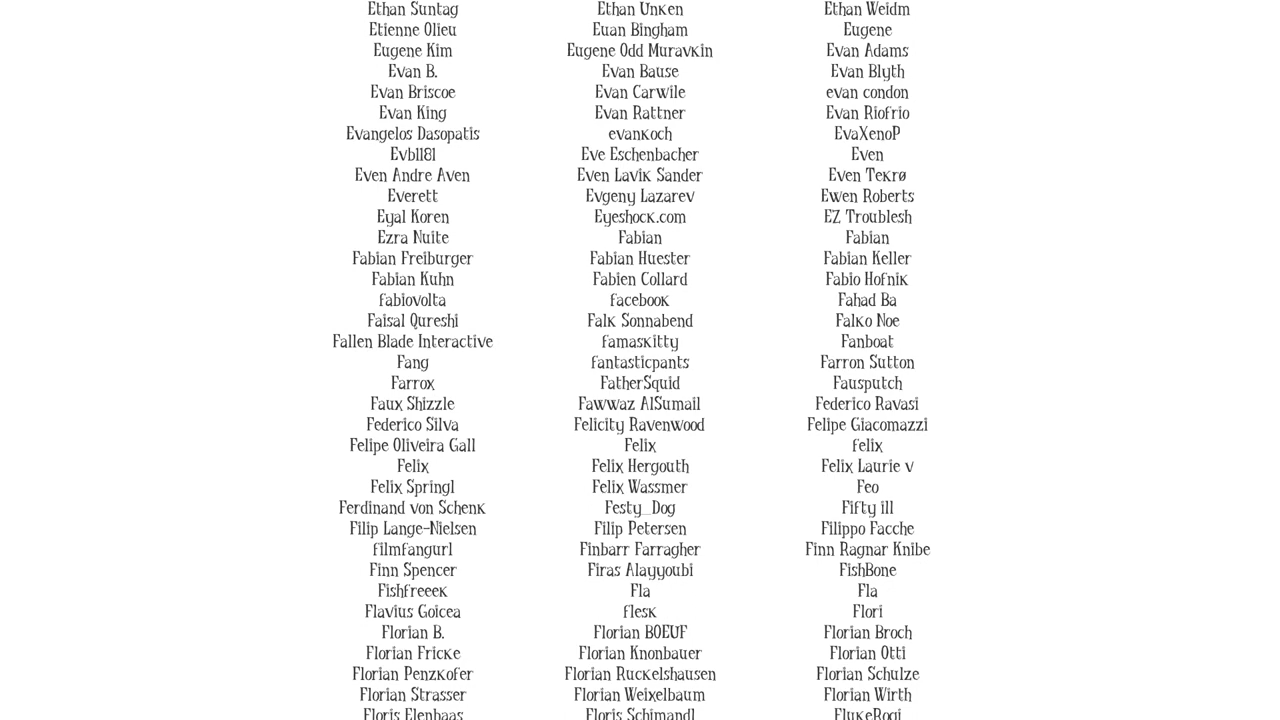 Ethan Suntag Ethan Unken Ethan Weidm
Etienne Olieu Euan Bingham Eugene
Eugene Kim Eugene Odd Muravkin Evan Adams
Evan B. Evan Bause Evan Blyth
Evan Briscoe Evan Carwile evan condon
Evan King Evan Rattner Evan Riofrio
Evangelos Dasopatis evankoch EvaXenoP
Evb1181 Eve Eschenbacher Even
Even Andre Aven Even Lavik Sander Even Tekrø
Everett Evgeny Lazarev Ewen Roberts
Eyal Koren Eyeshock.com EZ Troublesh
Ezra Nuite Fabian Fabian
Fabian Freiburger Fabian Huester Fabian Keller
Fabian Kuhn Fabien Collard Fabio Hofnik
fabiovolta facebook Fahad Ba
Faisal Qureshi Falk Sonnabend Falko Noe
Fallen Blade Interactive famaskitty Fanboat
Fang fantasticpants Farron Sutton
Farrox FatherSquid Fausputch
Faux Shizzle Fawwaz AlSumail Federico Ravasi
Federico Silva Felicity Ravenwood Felipe Giacomazzi
Felipe Oliveira Gall Felix felix
Felix Felix Hergouth Felix Laurie v
Felix Springl Felix Wassmer Feo
Ferdinand von Schenk Festy_Dog Fifty ill
Filip Lange-Nielsen Filip Petersen Filippo Facche
filmfangurl Finbarr Farragher Finn Ragnar Knibe
Finn Spencer Firas Alayyoubi FishBone
Fishfreeek Fla Fla
Flavius Goicea flesk Flori
Florian B. Florian BOEUF Florian Broch
Florian Fricke Florian Knonbauer Florian Otti
Florian Penzkofer Florian Ruckelshausen Florian Schulze
Florian Strasser Florian Weixelbaum Florian Wirth
Floris Elenbaas Floris Schimandl FlukeRogi